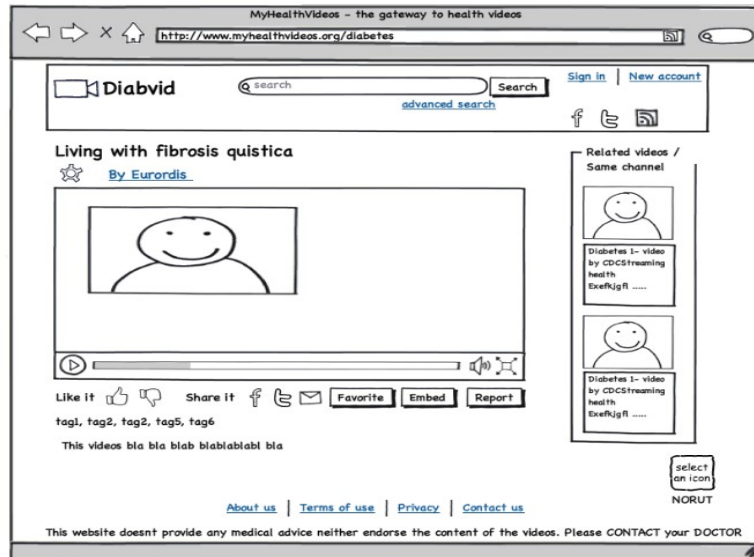 MyHealthVideos - the gateway to health videos
http://www.myhealthvideos.org/diabetes
Diabvid
search
Search
advanced search
Sign in
New account
Living with fibrosis quistica
By Eurordis
Related videos /
Same channel
Diabetes 1- video
by CDCStreaming
health
Exefkjgfl .....
Diabetes 1- video
by CDCStreaming
health
Exefkjgfl .....
Like it
Share it
Favorite
Embed
Report
tag1, tag2, tag2, tag5, tag6
This videos bla bla blab blablablabl bla
select
an icon
NORUT
About us | Terms of use | Privacy | Contact us
This website doesnt provide any medical advice neither endorse the content of the videos. Please CONTACT your DOCTOR